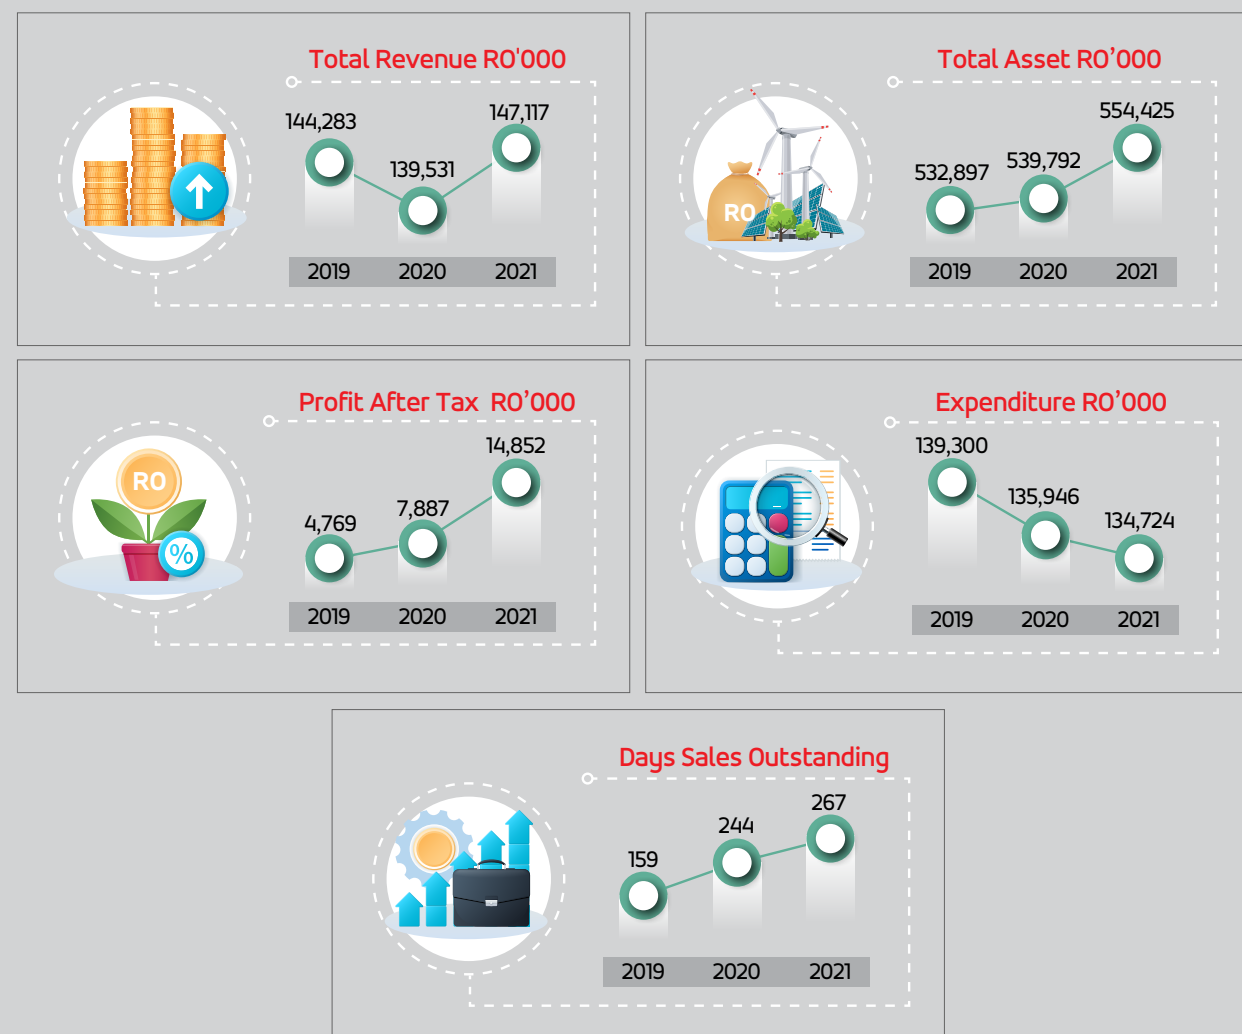 Total Revenue RO'000
144,283
139,531
147,117
2019 2020 2021
Total Asset RO’000
532,897
539,792
554,425
RO
2019 2020 2021
Profit After Tax RO’000
4,769
7,887
14,852
RO
%
2019 2020 2021
Expenditure RO’000
139,300
135,946
134,724
2019 2020 2021
Days Sales Outstanding
159
244
267
2019 2020 2021